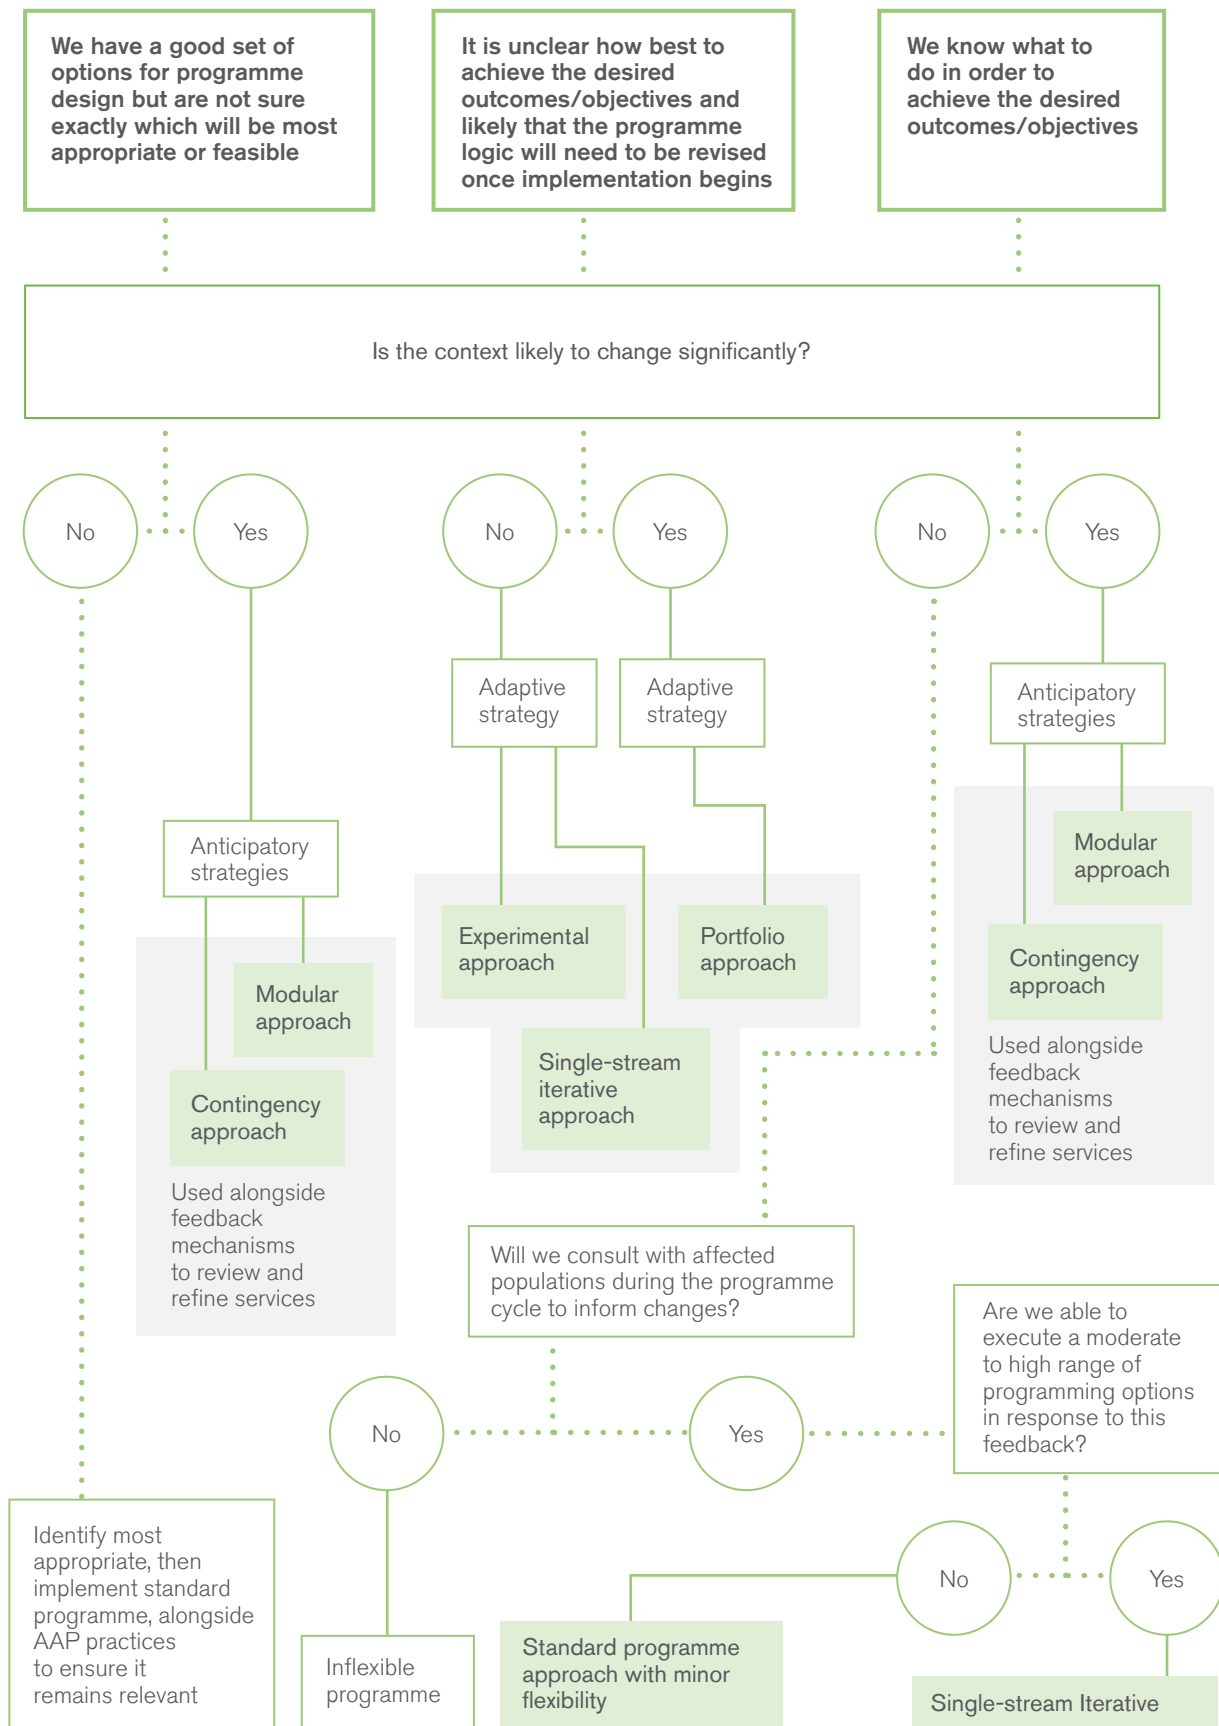 We have a good set of
options for programme
design but are not sure
exactly which will be most
appropriate or feasible
It is unclear how best to
achieve the desired
outcomes/objectives and
likely that the programme
logic will need to be revised
once implementation begins
We know what to
do in order to
achieve the desired
outcomes/objectives
Is the context likely to change significantly?
No
Yes
No
Yes
No
Yes
Adaptive
strategy
Adaptive
strategy
Anticipatory
strategies
Anticipatory
strategies
Modular
approach
Experimental
approach
Portfolio
approach
Contingency
approach
Modular
approach
Used alongside
feedback
mechanisms
to review and
refine services
Single-stream
iterative
approach
Contingency
approach
Used alongside
feedback
mechanisms
to review and
refine services
Will we consult with affected
populations during the programme
cycle to inform changes?
Are we able to
execute a moderate
to high range of
programming options
in response to this
feedback?
No
Yes
Identify most
appropriate, then
implement standard
programme, alongside
AAP practices
to ensure it
remains relevant
No
Yes
Inflexible
programme
Standard programme
approach with minor
flexibility
Single-stream Iterative